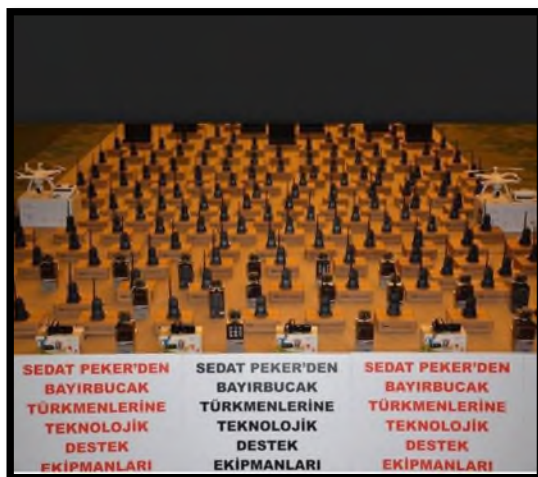 SEDAT PEKER'DEN
BAYIRBUCAK
TÜRKMENLERİNE
TEKNOLOJİK
DESTEK
EKİPMANLARI
SEDAT PEKER'DEN
BAYIRBUCAK
TÜRKMENLERİNE
TEKNOLOJİK
DESTEK
EKİPMANLARI
SEDAT PEKER'DEN
BAYIRBUCAK
TÜRKMENLERİNE
TEKNOLOJİK
DESTEK
EKİPMANLARI